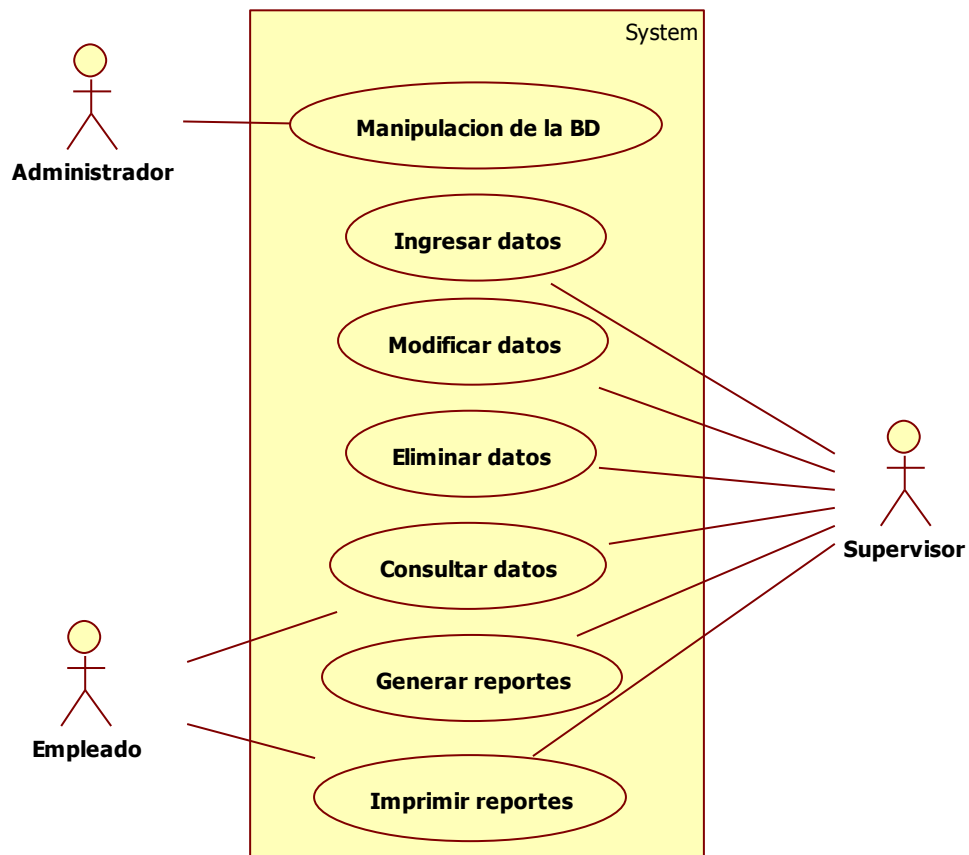 System
Manipulacion de la BD
Administrador
Ingresar datos
Modificar datos
Eliminar datos
Supervisor
Consultar datos
Generar reportes
Empleado
Imprimir reportes